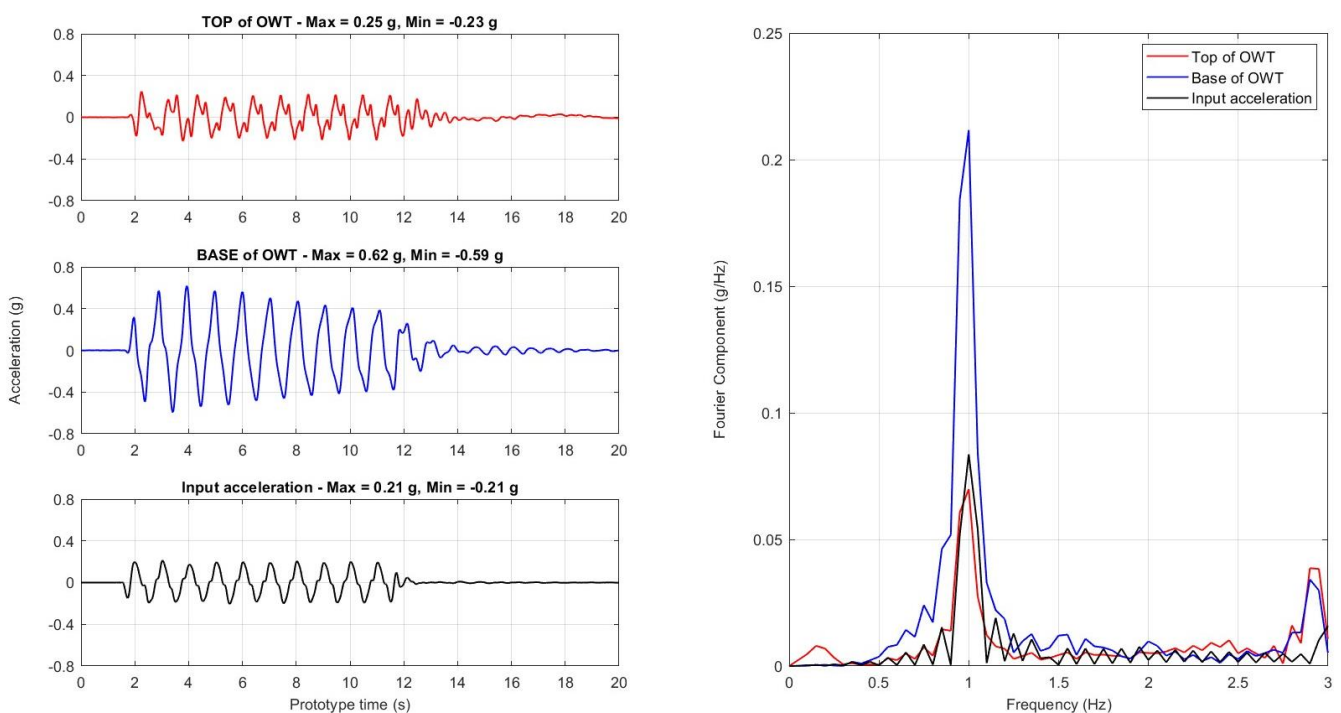 TOP of OWT - Max = 0.25 g, Min = -0.23 g
0.8
0.4
0
-0.4
-0.8
0 2 4 6 8 10 12 14 16 18 20
BASE of OWT - Max = 0.62 g, Min = -0.59 g
0.8
0.4
0
-0.4
-0.8
0 2 4 6 8 10 12 14 16 18 20
Acceleration (g)
Input acceleration - Max = 0.21 g, Min = -0.21 g
0.8
0.4
0
-0.4
-0.8
0 2 4 6 8 10 12 14 16 18 20
Prototype time (s)
0.25
0.2
0.15
0.1
0.05
0
Fourier Component (g/Hz)
Top of OWT
Base of OWT
Input acceleration
0 0.5 1 1.5 2 2.5 3
Frequency (Hz)